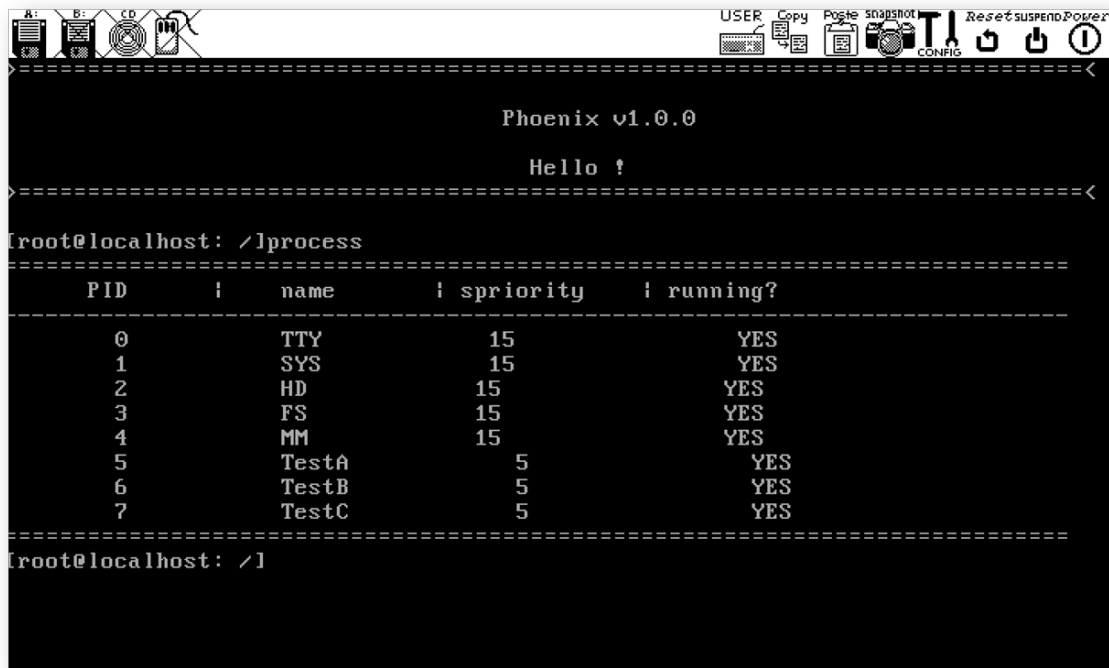 A: B: CD USER Copy Paste snapshot Reset SUSPEND Power
CONFIG
>==============================================================================<
Phoenix v1.0.0
Hello !
>==============================================================================<
[root@localhost: /]process
==============================================================================
PID | name | spriority | running?
------------------------------------------------------------------------------
0 TTY 15 YES
1 SYS 15 YES
2 HD 15 YES
3 FS 15 YES
4 MM 15 YES
5 TestA 5 YES
6 TestB 5 YES
7 TestC 5 YES
==============================================================================
[root@localhost: /]